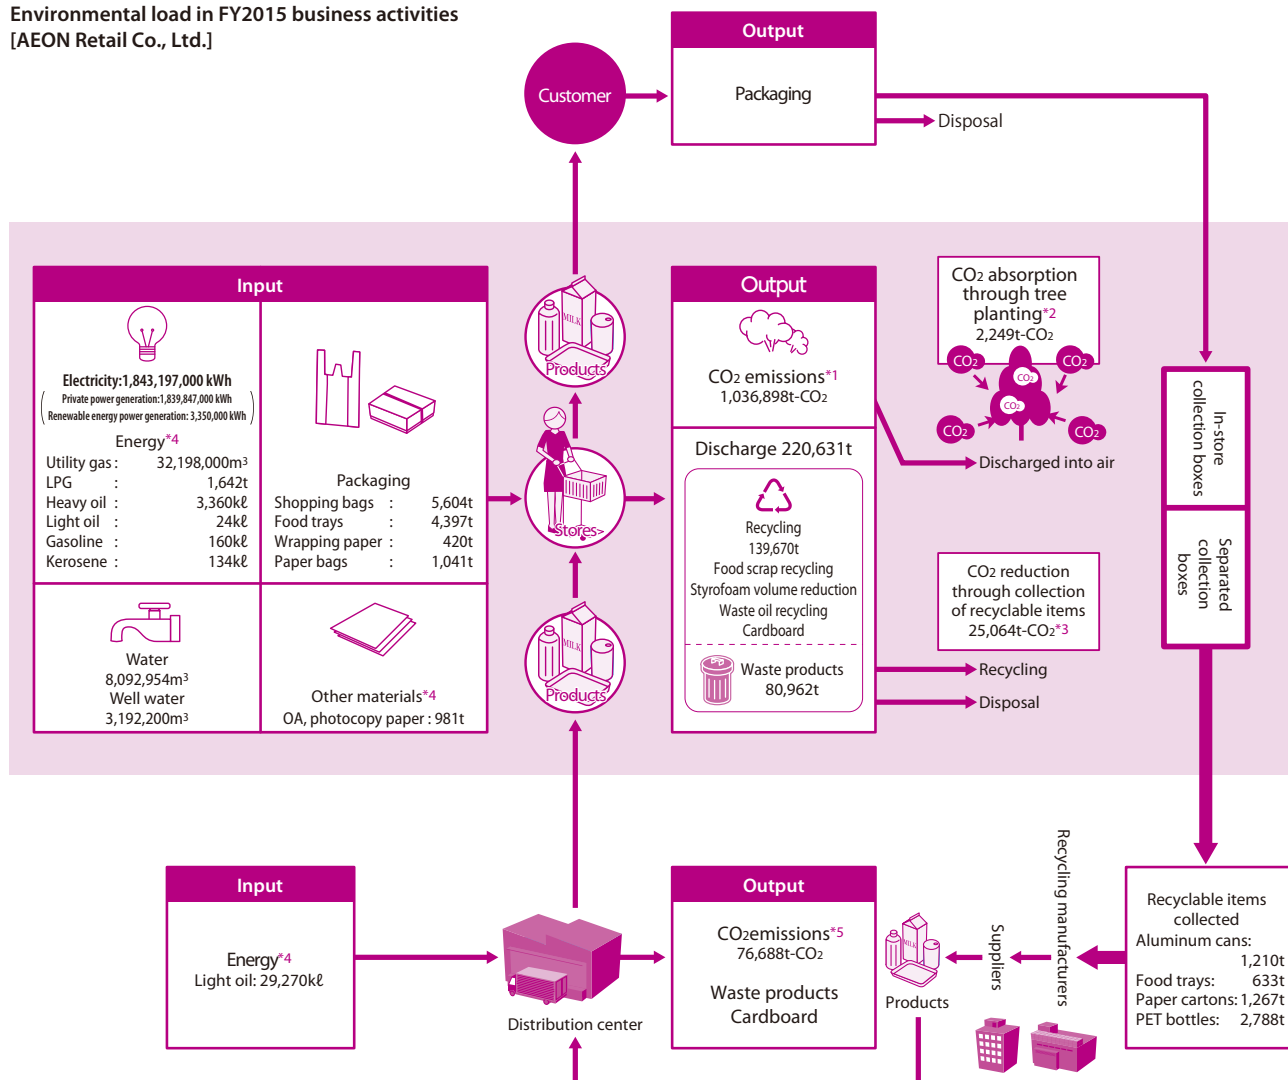 Environmental load in FY2015 business activities
[AEON Retail Co., Ltd.]
Customer
Output
Packaging
Disposal
Input
Electricity:1,843,197,000 kWh
(Private power generation:1,839,847,000 kWh
Renewable energy power generation: 3,350,000 kWh)
Energy*4
Utility gas : 32,198,000m³
LPG : 1,642t
Heavy oil : 3,360kℓ
Light oil : 24kℓ
Gasoline : 160kℓ
Kerosene : 134kℓ
Packaging
Shopping bags : 5,604t
Food trays : 4,397t
Wrapping paper : 420t
Paper bags : 1,041t
Water
8,092,954m³
Well water
3,192,200m³
Other materials*4
OA, photocopy paper : 981t
MILK
Products
Stores
MILK
Products
Output
CO2 emissions*1
1,036,898t-CO2
Discharge 220,631t
Recycling
139,670t
Food scrap recycling
Styrofoam volume reduction
Waste oil recycling
Cardboard
Waste products
80,962t
CO2 absorption
through tree
planting*2
2,249t-CO2
CO2
CO2
CO2
CO2
CO2
CO2
Discharged into air
CO2 reduction
through collection
of recyclable items
25,064t-CO2*3
Recycling
Disposal
In-store
collection boxes
Separated
collection
boxes
Input
Energy*4
Light oil: 29,270kℓ
Distribution center
Output
CO2emissions*5
76,688t-CO2
Waste products
Cardboard
MILK
Products
Suppliers
Recycling manufacturers
Recyclable items
collected
Aluminum cans:
1,210t
Food trays: 633t
Paper cartons: 1,267t
PET bottles: 2,788t